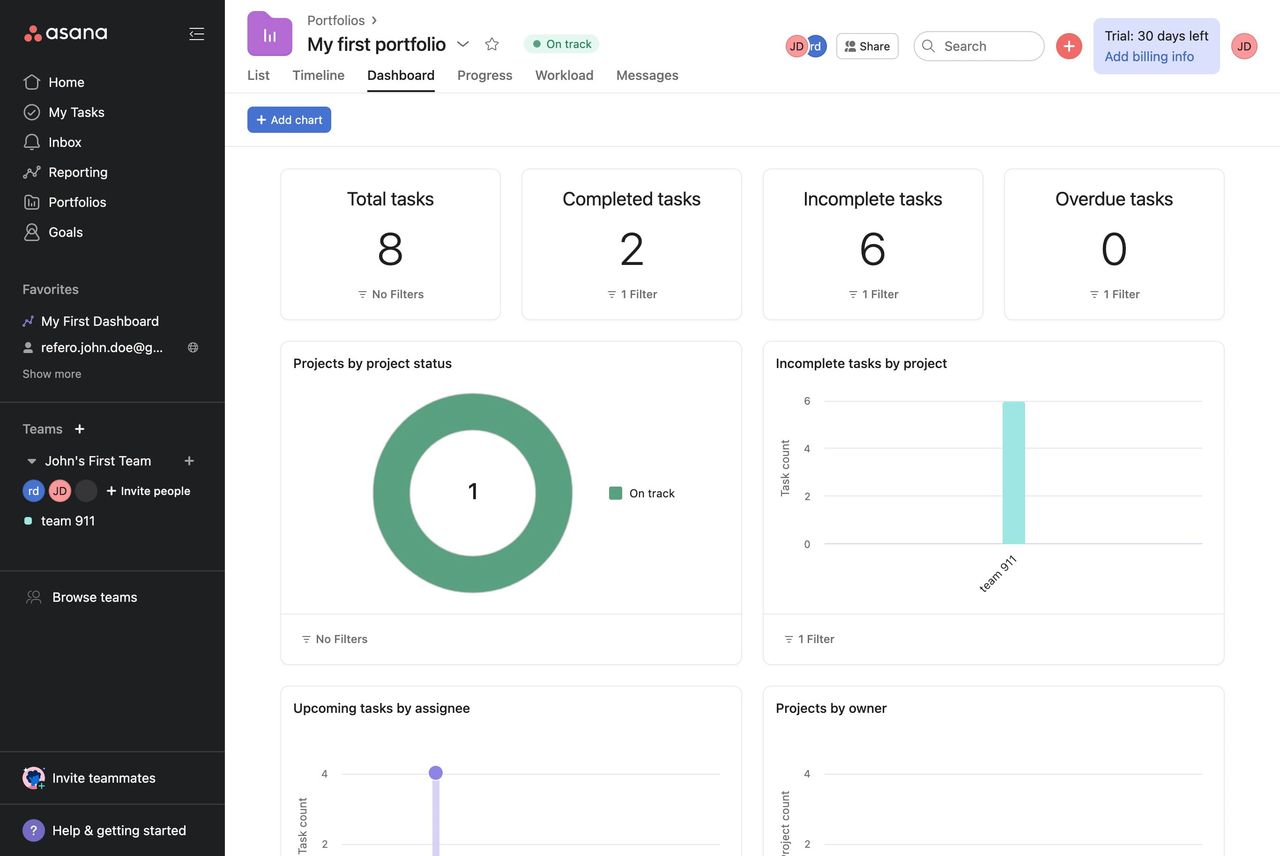 asana
Home
My Tasks
Inbox
Reporting
Portfolios
Goals
Favorites
My First Dashboard
refero.john.doe@g...
Show more
Teams +
John's First Team +
rd JD + Invite people
team 911
Browse teams
Invite teammates
? Help & getting started
Portfolios >
My first portfolio
On track
JD rd
Share
Search
+
Trial: 30 days left
Add billing info
JD
List Timeline Dashboard Progress Workload Messages
+ Add chart
Total tasks
8
No Filters
Completed tasks
2
1 Filter
Incomplete tasks
6
1 Filter
Overdue tasks
0
1 Filter
Projects by project status
1
On track
No Filters
Incomplete tasks by project
Task count
6
4
2
0
team 911
1 Filter
Upcoming tasks by assignee
Task count
4
2
Projects by owner
Project count
4
2